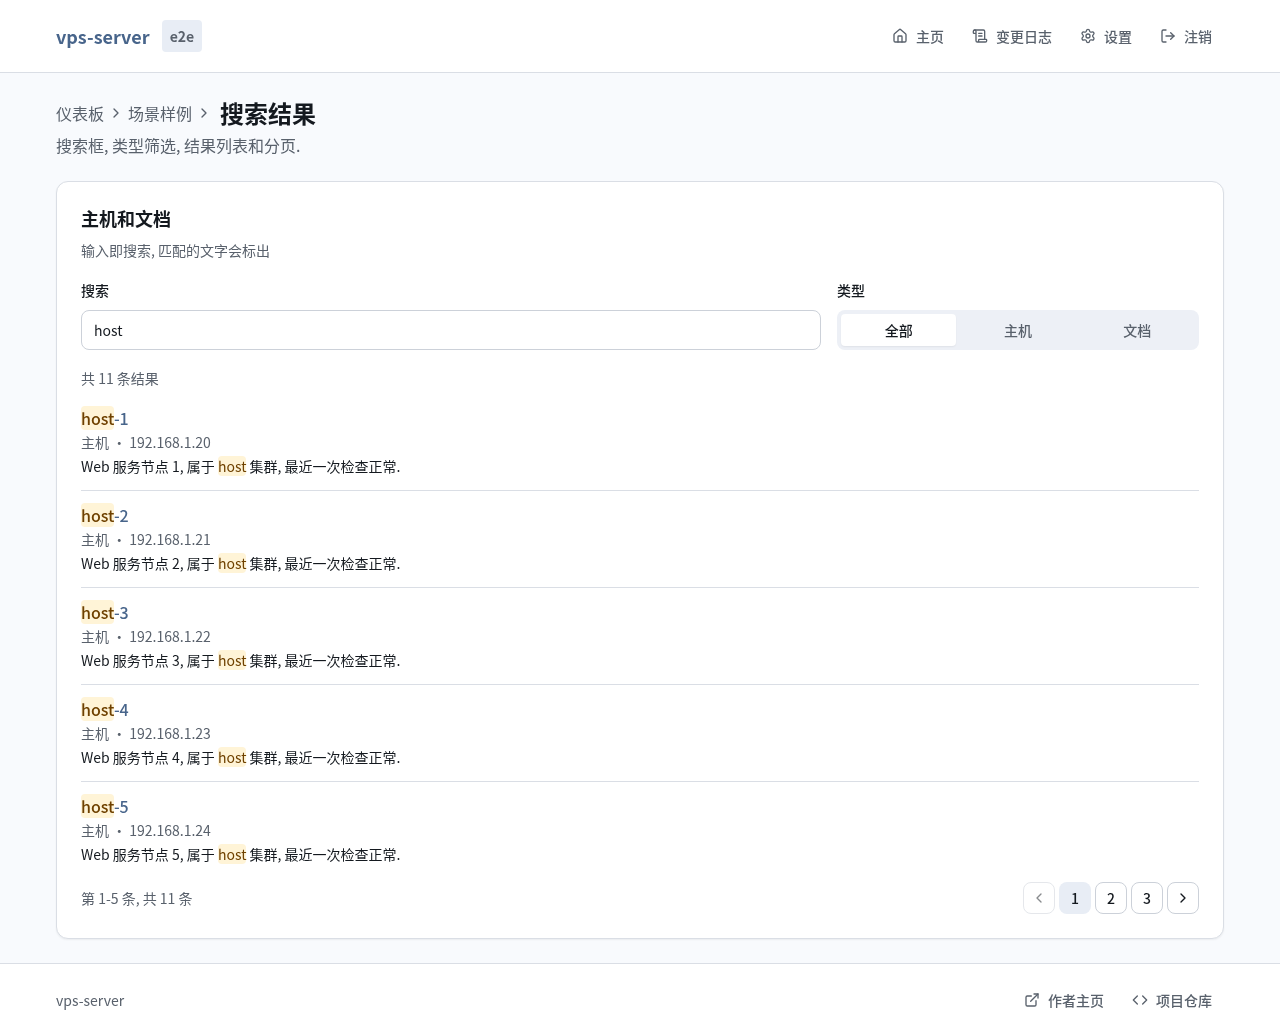 vps-server e2e 主页 变更日志 设置 注销
仪表板 场景样例 搜索结果
搜索框, 类型筛选, 结果列表和分页.
主机和文档
输入即搜索, 匹配的文字会标出
搜索 类型
host 全部 主机 文档
共 11 条结果
host-1
主机 · 192.168.1.20
Web 服务节点 1, 属于 host 集群, 最近一次检查正常.
host-2
主机 · 192.168.1.21
Web 服务节点 2, 属于 host 集群, 最近一次检查正常.
host-3
主机 · 192.168.1.22
Web 服务节点 3, 属于 host 集群, 最近一次检查正常.
host-4
主机 · 192.168.1.23
Web 服务节点 4, 属于 host 集群, 最近一次检查正常.
host-5
主机 · 192.168.1.24
Web 服务节点 5, 属于 host 集群, 最近一次检查正常.
第 1-5 条, 共 11 条 1 2 3
vps-server 作者主页 项目仓库